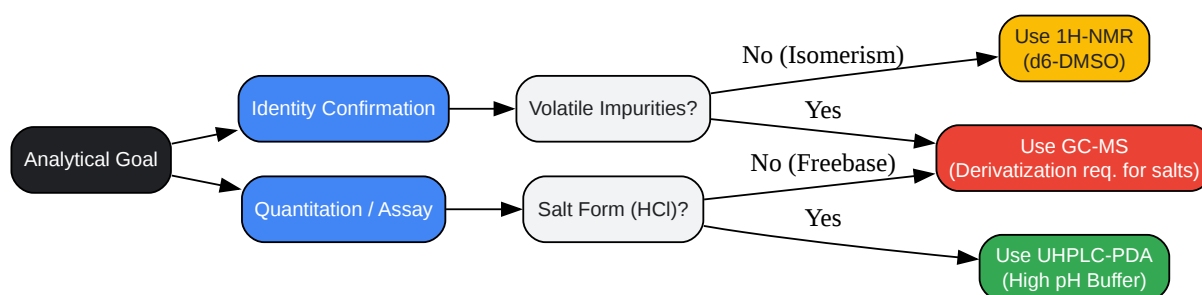 Analytical Goal
Identity Confirmation
Quantitation / Assay
Volatile Impurities?
Salt Form (HCl)?
No (Isomerism)
Yes
No (Freebase)
Yes
Use 1H-NMR
(d6-DMSO)
Use GC-MS
(Derivatization req. for salts)
Use UHPLC-PDA
(High pH Buffer)